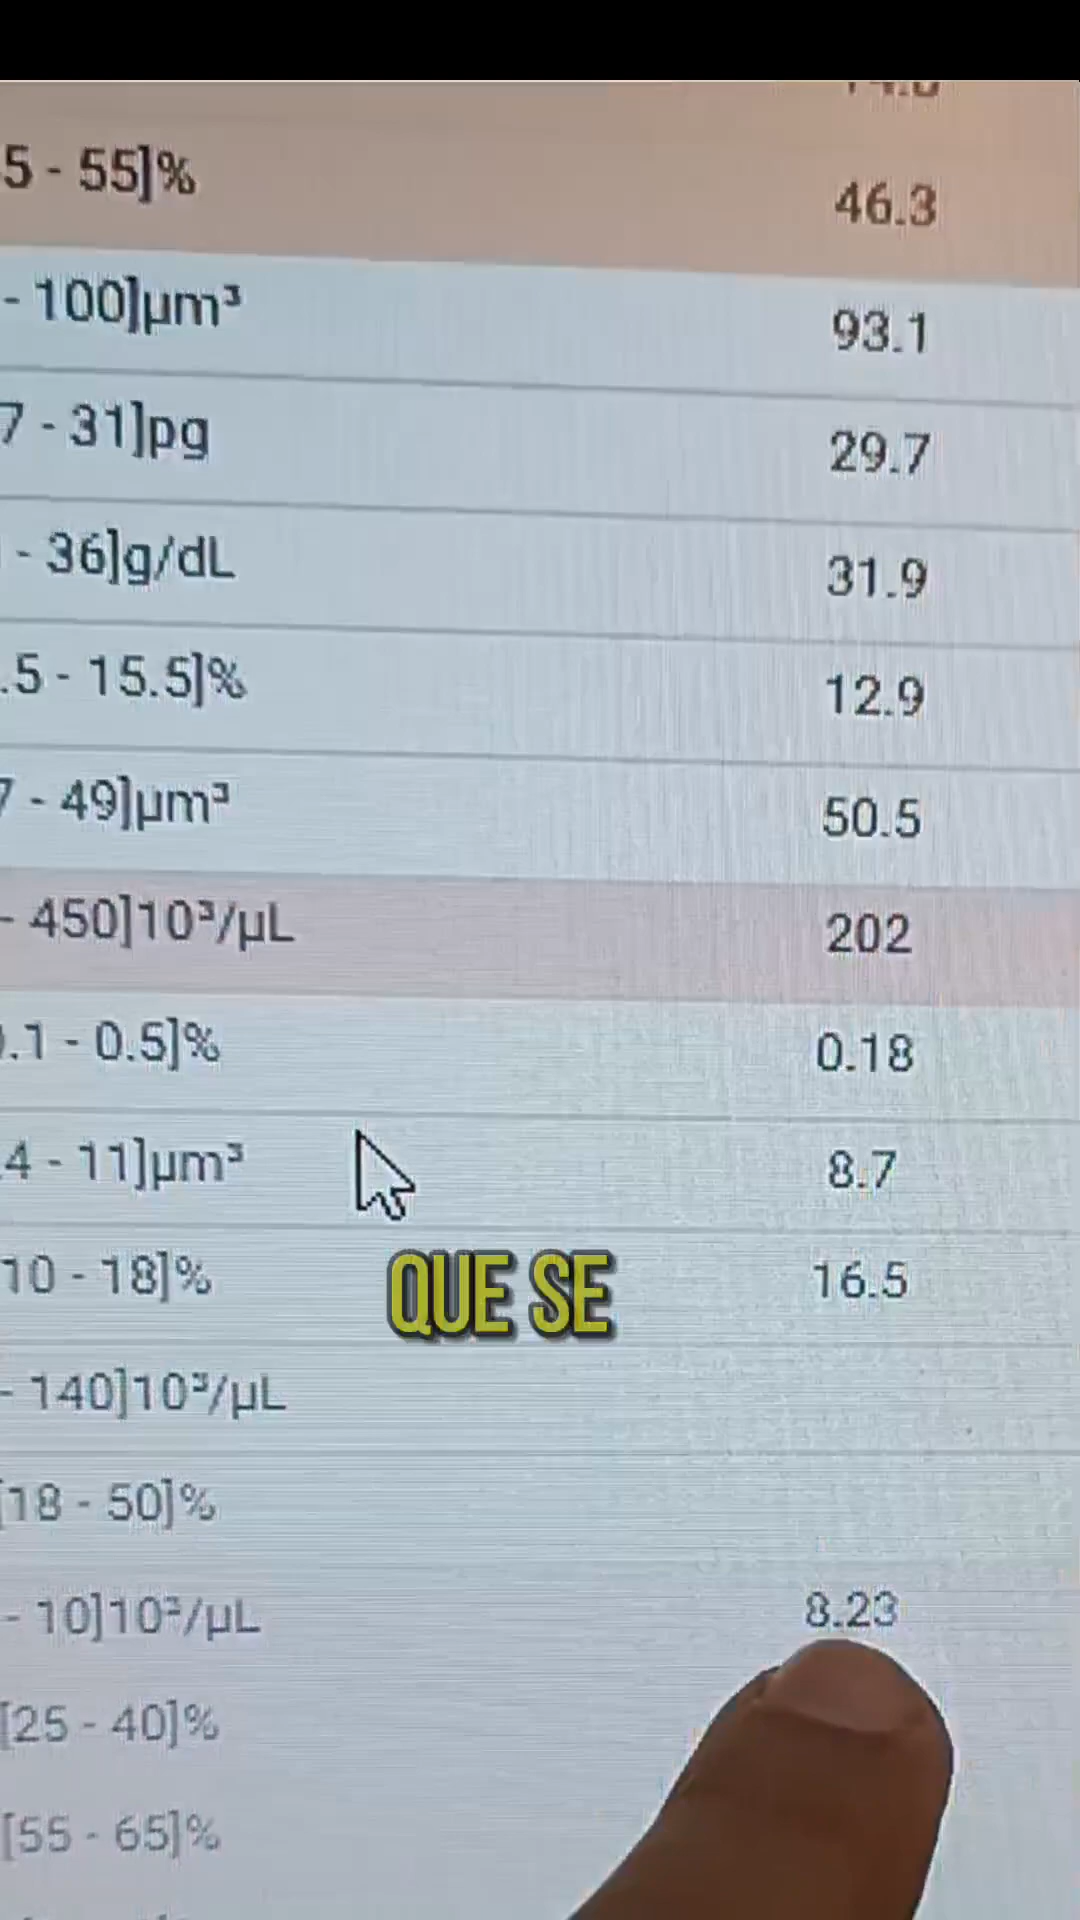 5 - 55]% 46.3
- 100]µm³ 93.1
7 - 31]pg 29.7
- 36]g/dL 31.9
.5 - 15.5]% 12.9
7 - 49]µm³ 50.5
- 450]10³/µL 202
.1 - 0.5]% 0.18
4 - 11]µm³ 8.7
10 - 18]% 16.5
QUE SE
- 140]10³/µL
[18 - 50]%
- 10]10³/µL 8.23
[25 - 40]%
[55 - 65]%